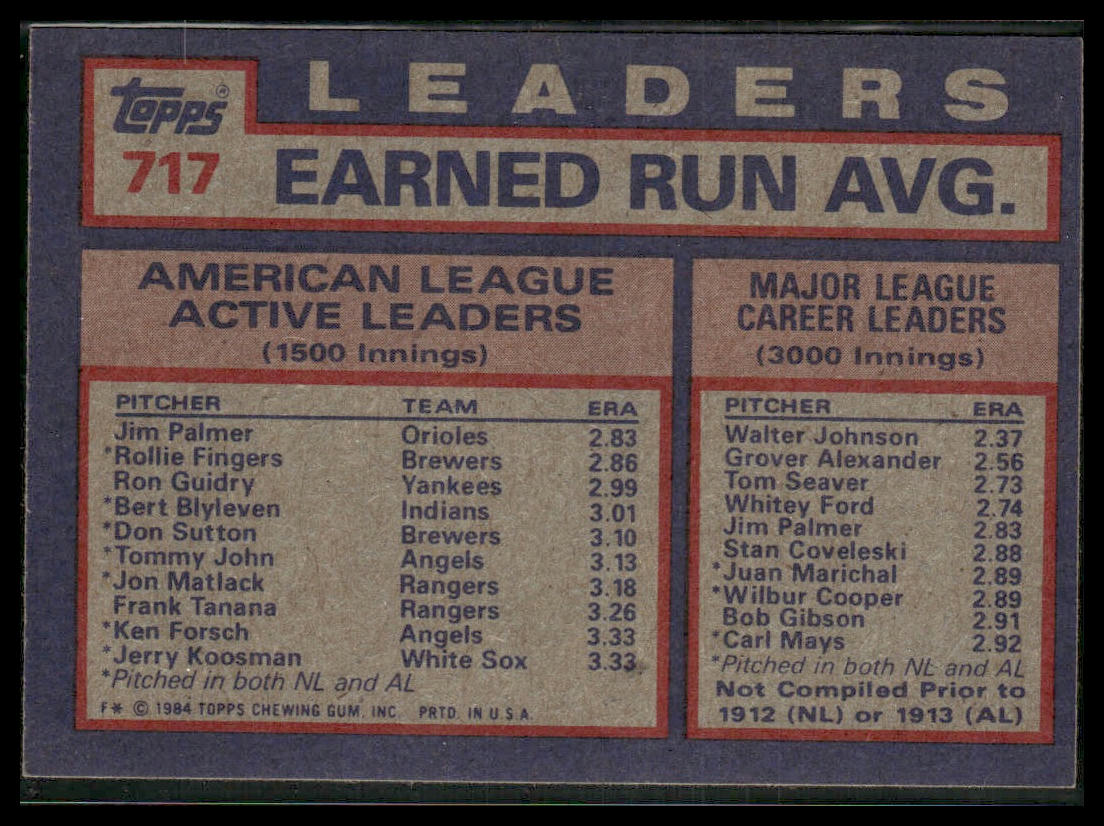 LEADERS
Topps®
717
EARNED RUN AVG.
AMERICAN LEAGUE
ACTIVE LEADERS
(1500 Innings)
PITCHER TEAM ERA
Jim Palmer Orioles 2.83
*Rollie Fingers Brewers 2.86
Ron Guidry Yankees 2.99
*Bert Blyleven Indians 3.01
*Don Sutton Brewers 3.10
*Tommy John Angels 3.13
*Jon Matlack Rangers 3.18
Frank Tanana Rangers 3.26
*Ken Forsch Angels 3.33
*Jerry Koosman White Sox 3.33
*Pitched in both NL and AL
F* © 1984 TOPPS CHEWING GUM, INC. PRTD. IN U.S.A.
MAJOR LEAGUE
CAREER LEADERS
(3000 Innings)
PITCHER ERA
Walter Johnson 2.37
Grover Alexander 2.56
Tom Seaver 2.73
Whitey Ford 2.74
Jim Palmer 2.83
Stan Coveleski 2.88
*Juan Marichal 2.89
*Wilbur Cooper 2.89
Bob Gibson 2.91
*Carl Mays 2.92
*Pitched in both NL and AL
Not Compiled Prior to
1912 (NL) or 1913 (AL)